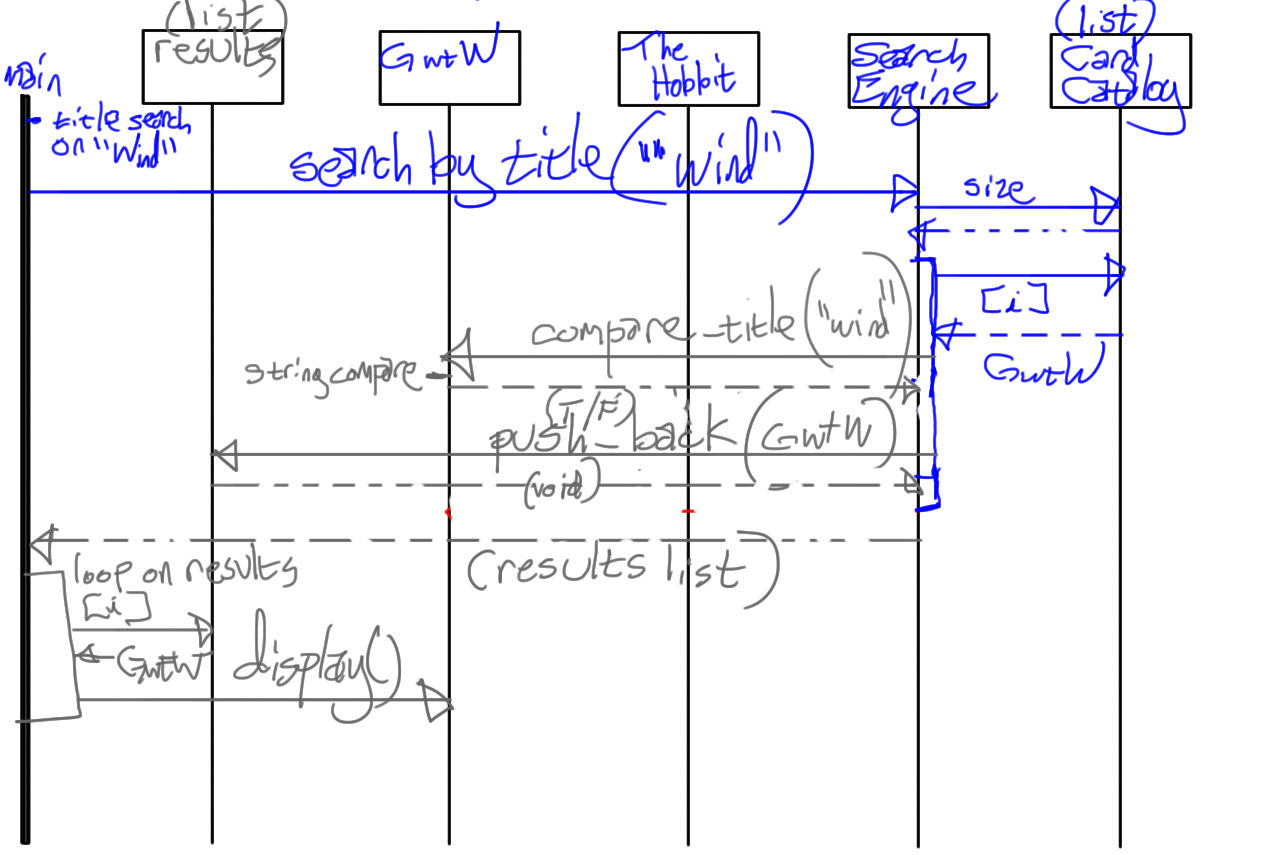 (list)
results
GwtW
The
Hobbit
Search
Engine
(list)
Card
Catalog
main
- title search
on "Wind"
search by title (""wind")
size
[i]
GwtW
compare_title ("wind")
string compare
(T/F)
push_back (GwtW)
(void)
(results list)
loop on results
[i]
GwtW
display()